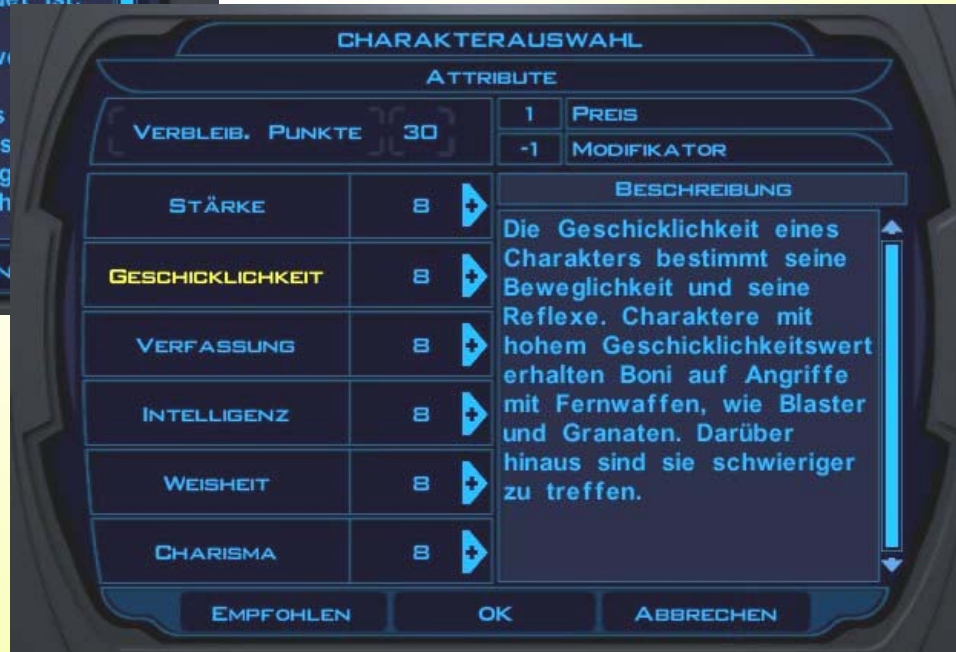 CHARAKTERAUSWAHL
ATTRIBUTE
VERBLEIB. PUNKTE 30
1 PREIS
-1 MODIFIKATOR
STÄRKE 8 +
GESCHICKLICHKEIT 8 +
VERFASSUNG 8 +
INTELLIGENZ 8 +
WEISHEIT 8 +
CHARISMA 8 +
BESCHREIBUNG
Die Geschicklichkeit eines
Charakters bestimmt seine
Beweglichkeit und seine
Reflexe. Charaktere mit
hohem Geschicklichkeitswert
erhalten Boni auf Angriffe
mit Fernwaffen, wie Blaster
und Granaten. Darüber
hinaus sind sie schwieriger
zu treffen.
EMPFOHLEN OK ABBRECHEN